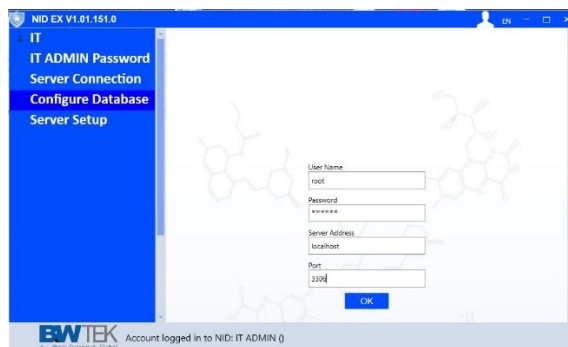 NID EX V1.01.151.0
EN
IT
IT ADMIN Password
Server Connection
Configure Database
Server Setup
User Name
root
Password
******
Server Address
localhost
Port
3306
OK
BWTEK
Account logged in to NID: IT ADMIN ()